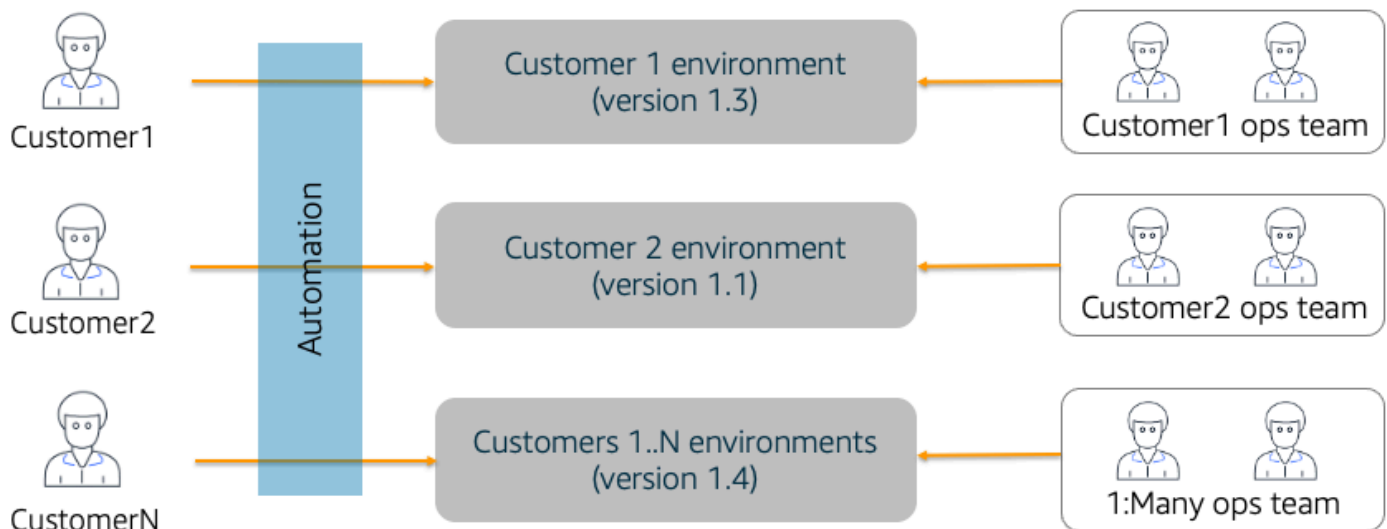 Customer1
Automation
Customer 1 environment
(version 1.3)
Customer1 ops team
Customer2
Customer 2 environment
(version 1.1)
Customer2 ops team
CustomerN
Customers 1..N environments
(version 1.4)
1:Many ops team